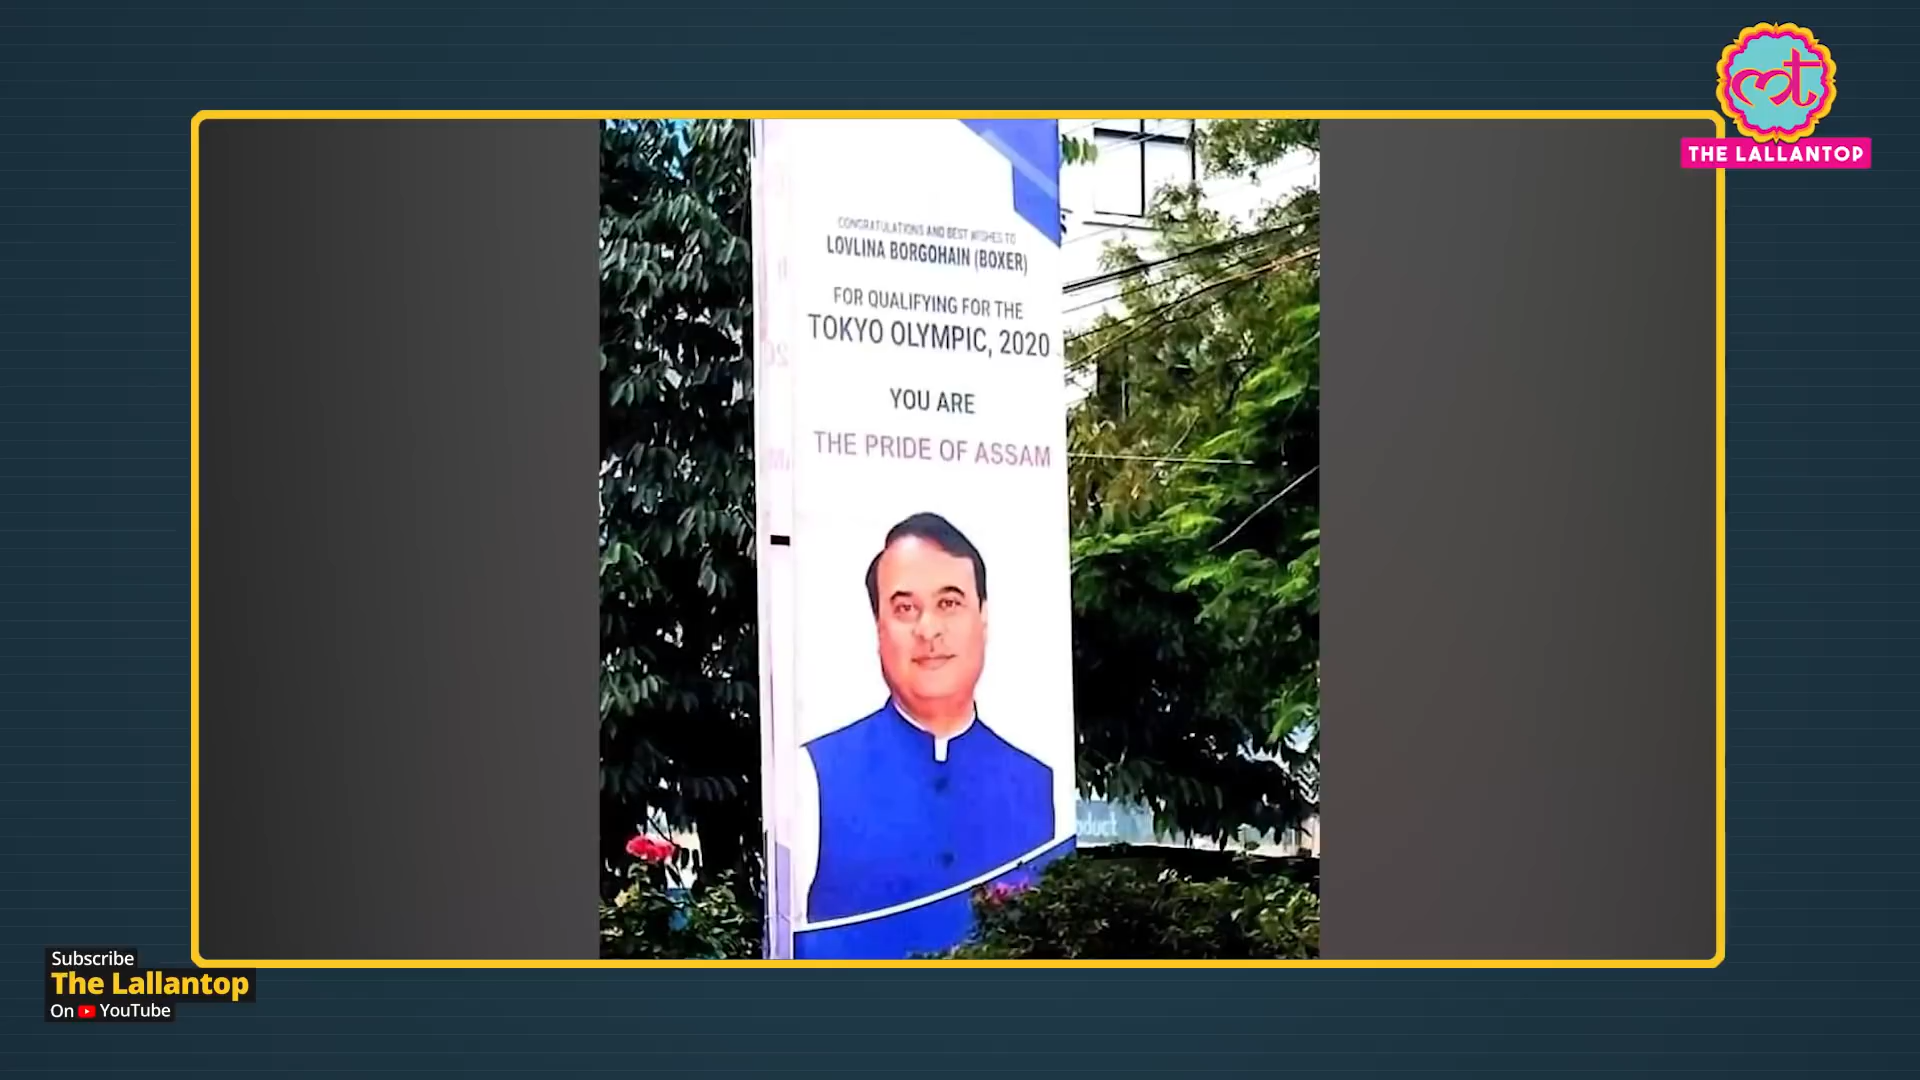 THE LALLANTOP
CONGRATULATIONS AND BEST WISHES TO
LOVLINA BORGOHAIN (BOXER)
FOR QUALIFYING FOR THE
TOKYO OLYMPIC, 2020
YOU ARE
THE PRIDE OF ASSAM
Subscribe
The Lallantop
On YouTube